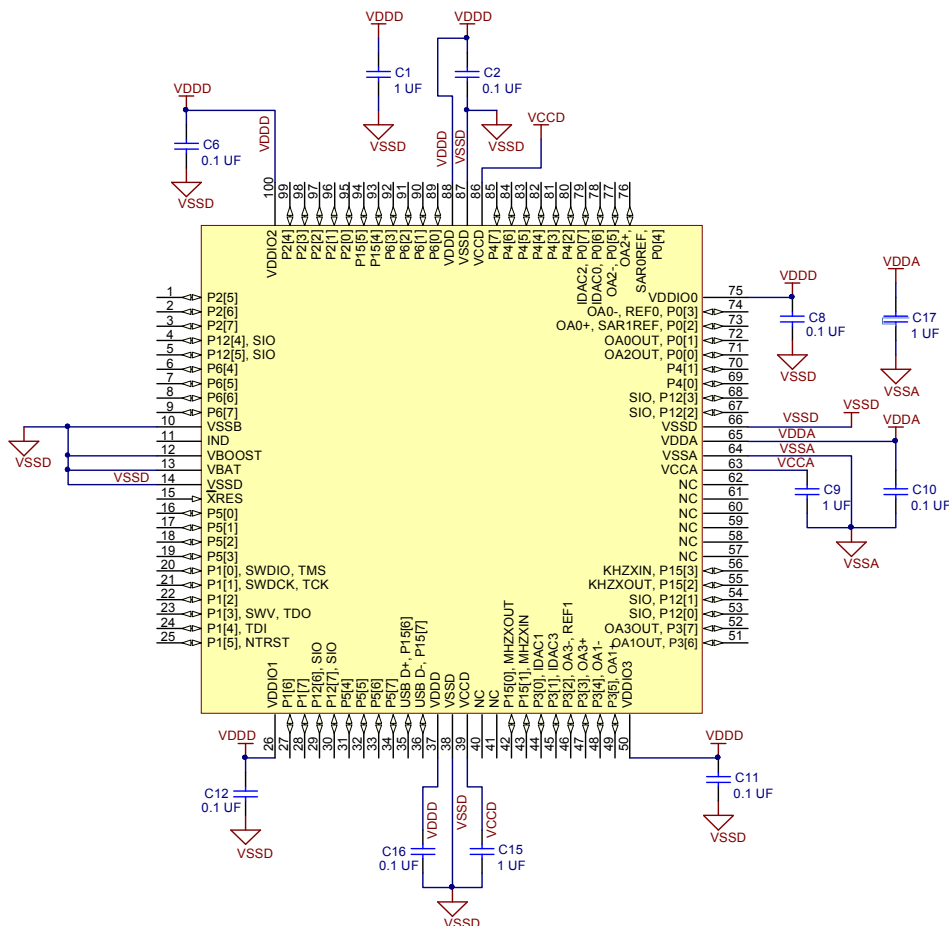 VDDD
VDDD
C1
1 UF
C2
0.1 UF
VDDD
C6
0.1 UF
VSSD
VSSD
VSSD
VCCD
VDDD
VDDD
VSSD
100
99
98
97
96
95
94
93
92
91
90
89
88
87
86
85
84
83
82
81
80
79
78
77
76
VDDIO2
P2[4]
P2[3]
P2[2]
P2[1]
P2[0]
P15[5]
P15[4]
P6[3]
P6[2]
P6[1]
P6[0]
VDDD
VSSD
VCCD
P4[7]
P4[6]
P4[5]
P4[4]
P4[3]
P4[2]
IDAC2, P0[7]
IDAC0, P0[6]
OA2-, P0[5]
OA2+,
SAR0REF,
P0[4]
1 P2[5]
2 P2[6]
3 P2[7]
4 P12[4], SIO
5 P12[5], SIO
6 P6[4]
7 P6[5]
8 P6[6]
9 P6[7]
10 VSSB
11 IND
12 VBOOST
13 VBAT
VSSD 14 VSSD
15 XRES
16 P5[0]
17 P5[1]
18 P5[2]
19 P5[3]
20 P1[0], SWDIO, TMS
21 P1[1], SWDCK, TCK
22 P1[2]
23 P1[3], SWV, TDO
24 P1[4], TDI
25 P1[5], NTRST
VSSD
VDDIO0 75
OA0-, REF0, P0[3] 74
OA0+, SAR1REF, P0[2] 73
OA0OUT, P0[1] 72
OA2OUT, P0[0] 71
P4[1] 70
P4[0] 69
SIO, P12[3] 68
SIO, P12[2] 67
VSSD 66 VSSD
VDDA 65 VDDA
VSSA 64 VSSA
VCCA 63 VCCA
NC 62
NC 61
NC 60
NC 59
NC 58
NC 57
KHZXIN, P15[3] 56
KHZXOUT, P15[2] 55
SIO, P12[1] 54
SIO, P12[0] 53
OA3OUT, P3[7] 52
OA1OUT, P3[6] 51
VDDD
C8
0.1 UF
VSSD
VDDA
C17
1 UF
VSSA
VSSD
VDDA
C9
1 UF
C10
0.1 UF
VSSA
VDDIO1
P1[6]
P1[7]
P12[6], SIO
P12[7], SIO
P5[4]
P5[5]
P5[6]
P5[7]
USB D+, P15[6]
USB D-, P15[7]
VDDD
VSSD
VCCD
NC
NC
P15[0], MHZXOUT
P15[1], MHZXIN
P3[0], IDAC1
P3[1], IDAC3
P3[2], OA3-, REF1
P3[3], OA3+
P3[4], OA1-
P3[5], OA1+
VDDIO3
26
27
28
29
30
31
32
33
34
35
36
37
38
39
40
41
42
43
44
45
46
47
48
49
50
VDDD
C12
0.1 UF
VSSD
VDDD
VSSD
VCCD
C16
0.1 UF
C15
1 UF
VSSD
VDDD
C11
0.1 UF
VSSD